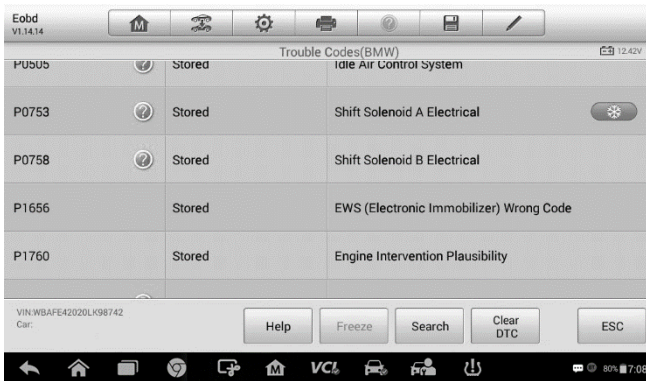 Eobd
V1.14.14
Trouble Codes(BMW)
12.42V
P0505 Stored Idle Air Control System
P0753 Stored Shift Solenoid A Electrical
P0758 Stored Shift Solenoid B Electrical
P1656 Stored EWS (Electronic Immobilizer) Wrong Code
P1760 Stored Engine Intervention Plausibility
VIN:WBAFE42020LK98742
Car:
Help Freeze Search Clear DTC ESC
VCI 80% 7:08